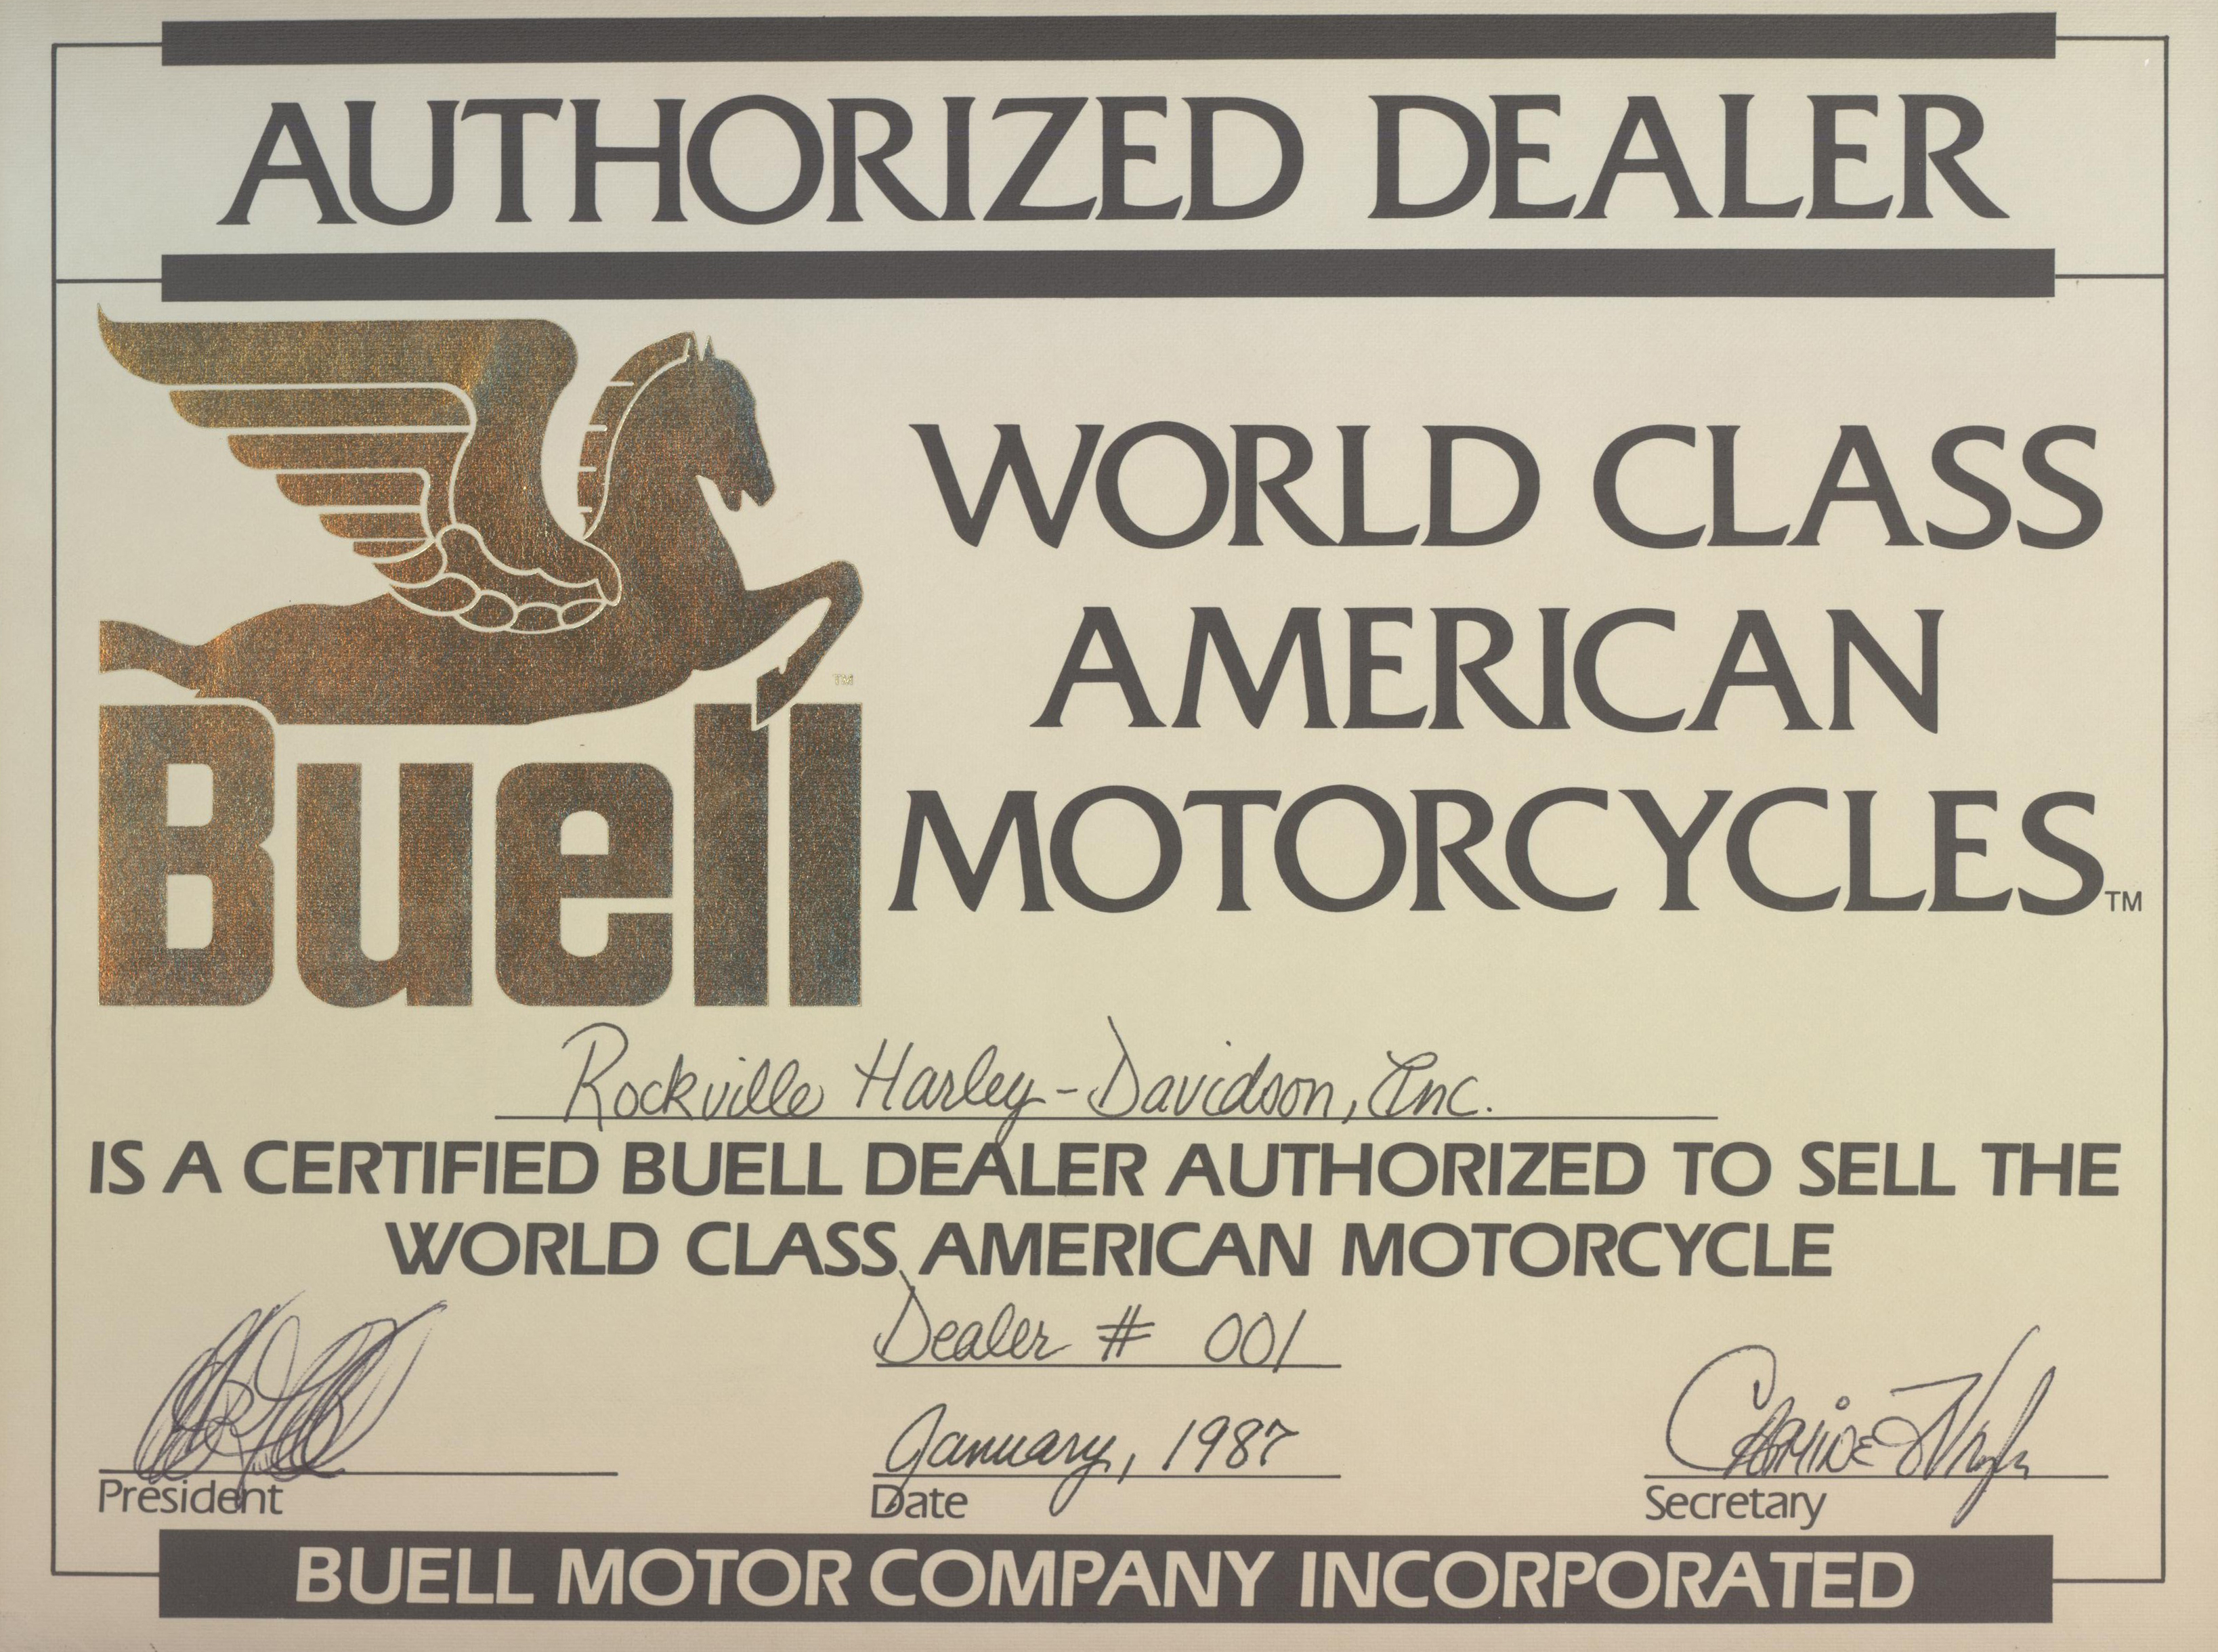 AUTHORIZED DEALER
WORLD CLASS
AMERICAN
MOTORCYCLES™
™
Buell
Rockville Harley-Davidson, Inc.
IS A CERTIFIED BUELL DEALER AUTHORIZED TO SELL THE
WORLD CLASS AMERICAN MOTORCYCLE
Dealer # 001
January, 1987
President
Date
Secretary
BUELL MOTOR COMPANY INCORPORATED